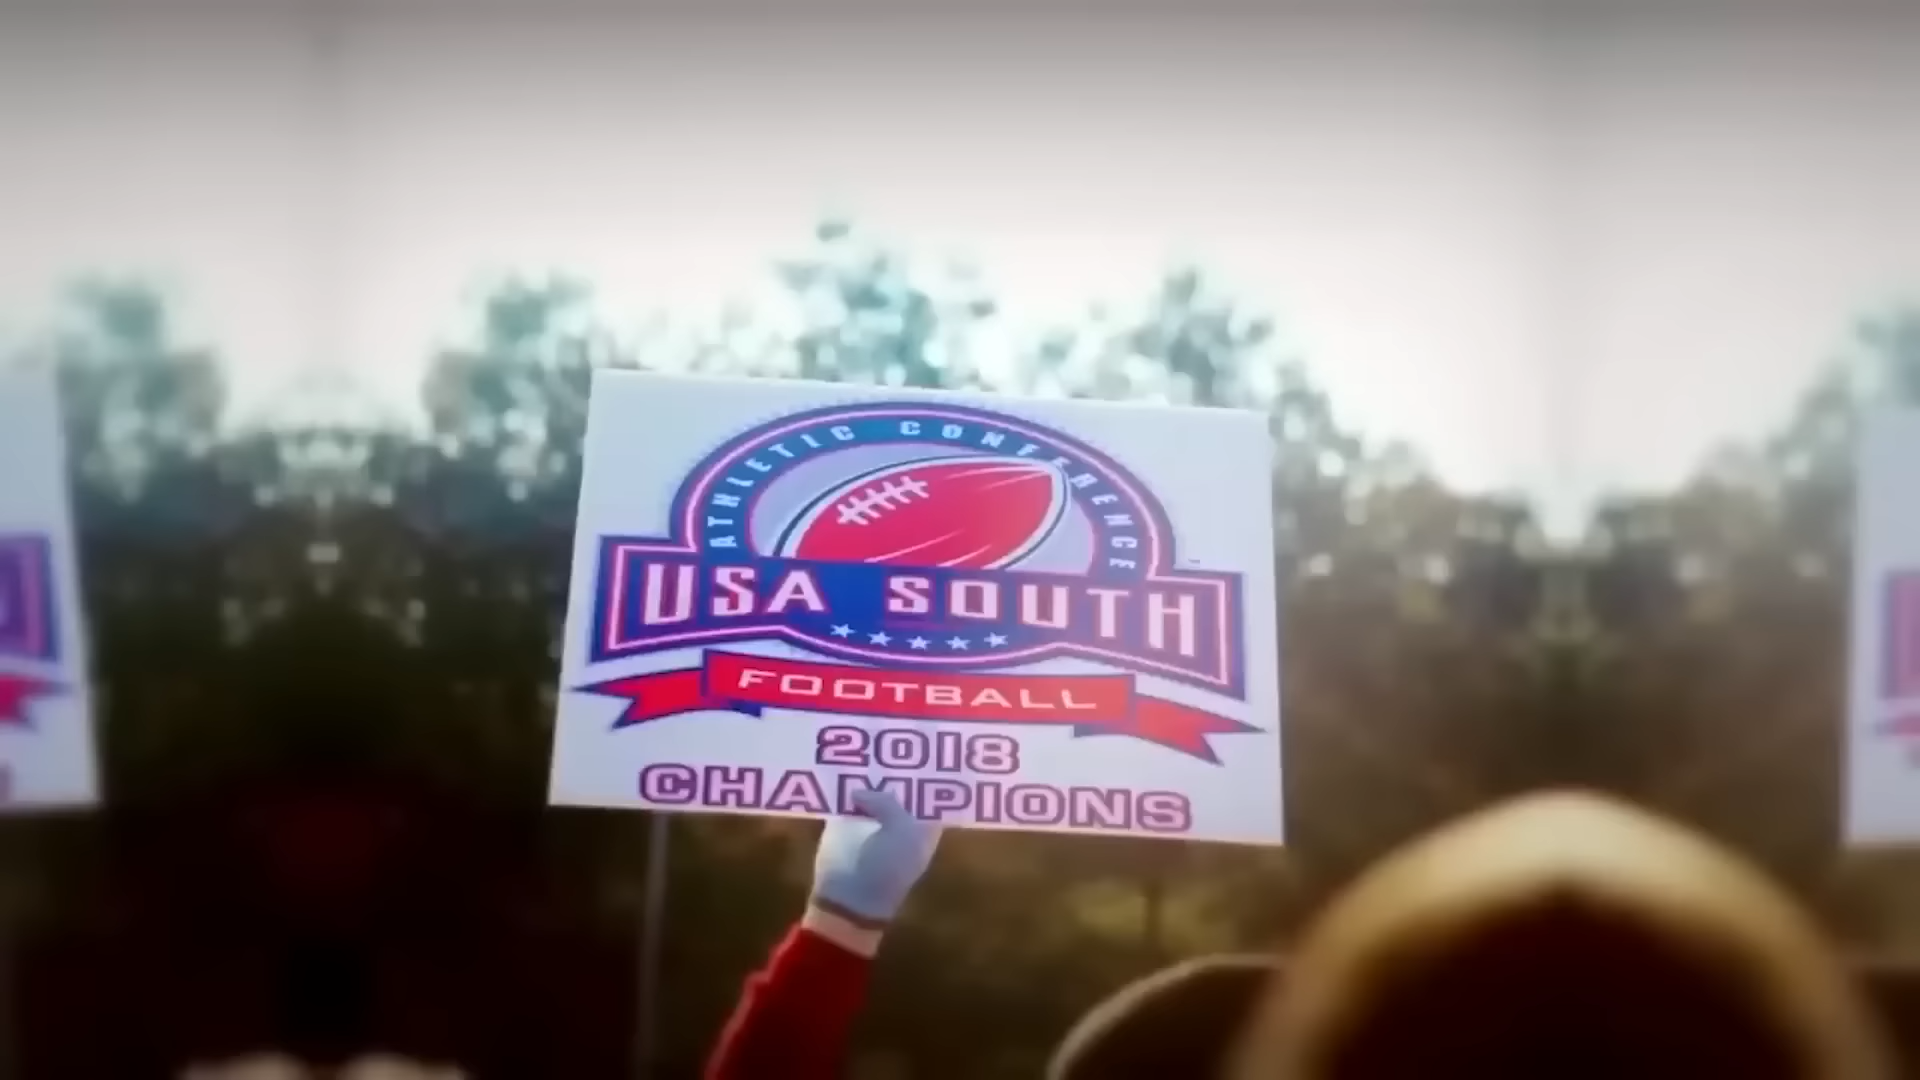 ATHLETIC CONFERENCE
USA SOUTH
FOOTBALL
2018
CHAMPIONS